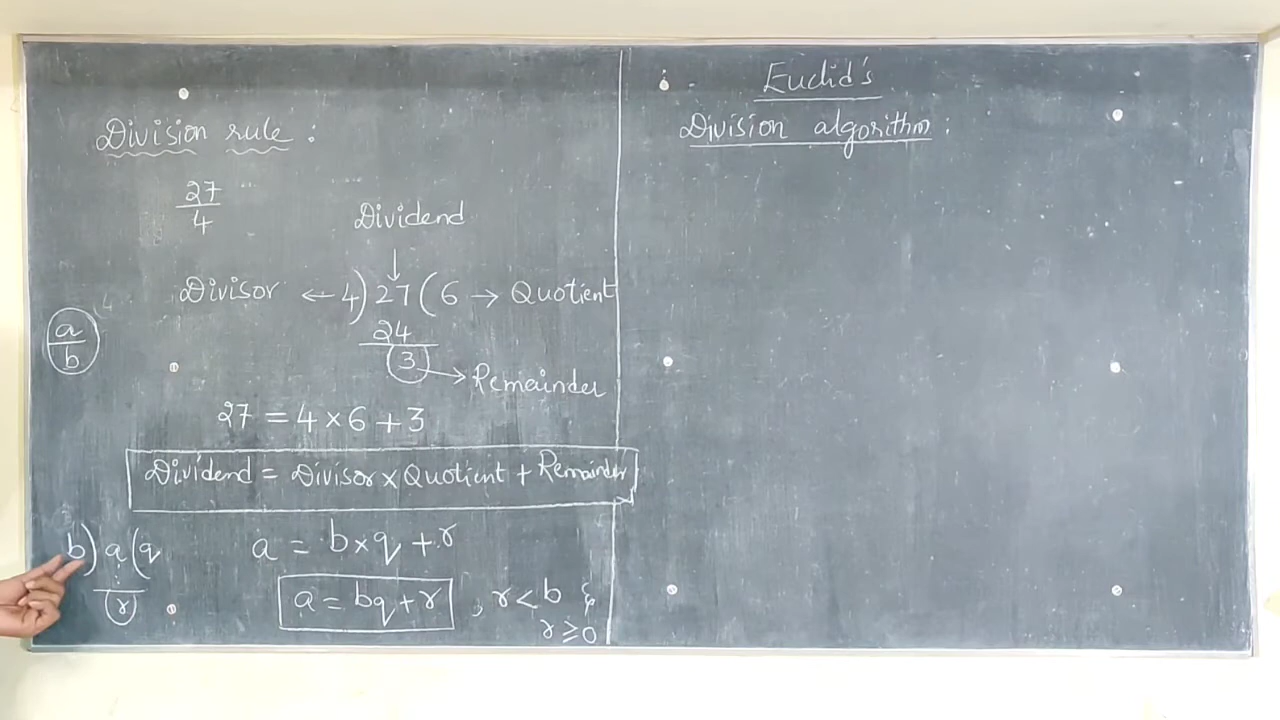 Division rule :
27
4
Dividend
↓
Divisor ← 4) 27 ( 6 → Quotient
24
3 → Remainder
a
b
27 = 4 × 6 + 3
Dividend = Divisor × Quotient + Remainder
b) a ( q
r
a = b × q + r
a = bq + r , r < b &
r ≥ 0
Euclid's
Division algorithm :